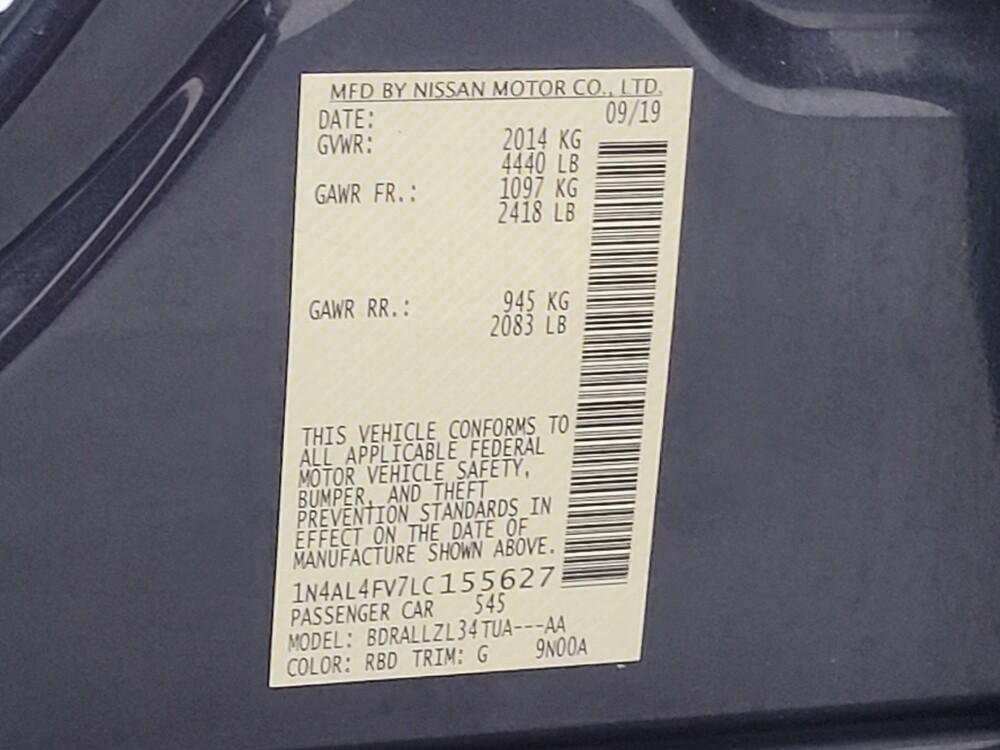 MFD BY NISSAN MOTOR CO., LTD.
DATE: 09/19
GVWR: 2014 KG
4440 LB
GAWR FR.: 1097 KG
2418 LB
GAWR RR.: 945 KG
2083 LB
THIS VEHICLE CONFORMS TO
ALL APPLICABLE FEDERAL
MOTOR VEHICLE SAFETY,
BUMPER, AND THEFT
PREVENTION STANDARDS IN
EFFECT ON THE DATE OF
MANUFACTURE SHOWN ABOVE.
1N4AL4FV7LC155627
PASSENGER CAR 545
MODEL: BDRALLZL34TUA---AA
COLOR: RBD TRIM: G 9N00A